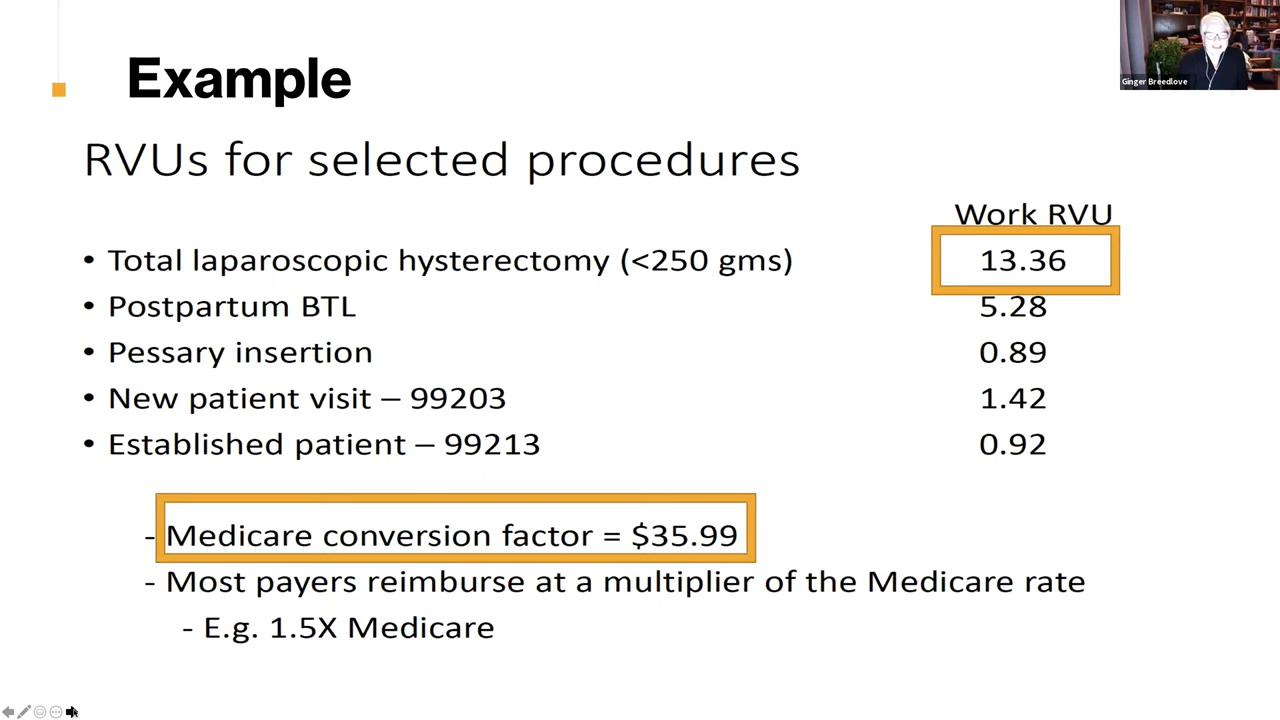 Example
Ginger Breedlove
RVUs for selected procedures
Work RVU
• Total laparoscopic hysterectomy (<250 gms) 13.36
• Postpartum BTL 5.28
• Pessary insertion 0.89
• New patient visit – 99203 1.42
• Established patient – 99213 0.92
- Medicare conversion factor = $35.99
- Most payers reimburse at a multiplier of the Medicare rate
- E.g. 1.5X Medicare